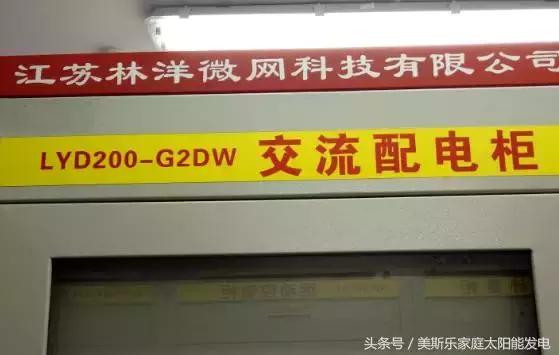 江苏林洋微网科技有限公司
LYD200-G2DW 交流配电柜
头条号 / 美斯乐家庭太阳能发电